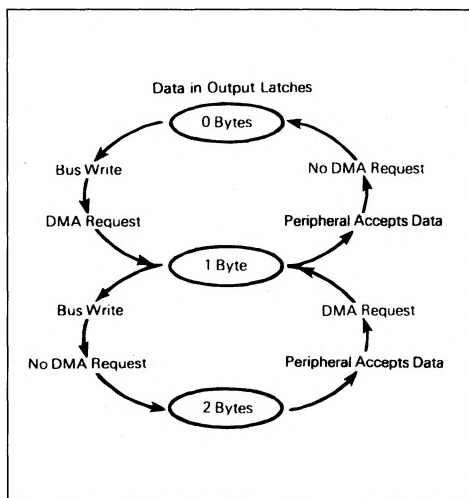 Data in Output Latches
0 Bytes
Bus Write
No DMA Request
DMA Request
Peripheral Accepts Data
1 Byte
Bus Write
DMA Request
No DMA Request
Peripheral Accepts Data
2 Bytes